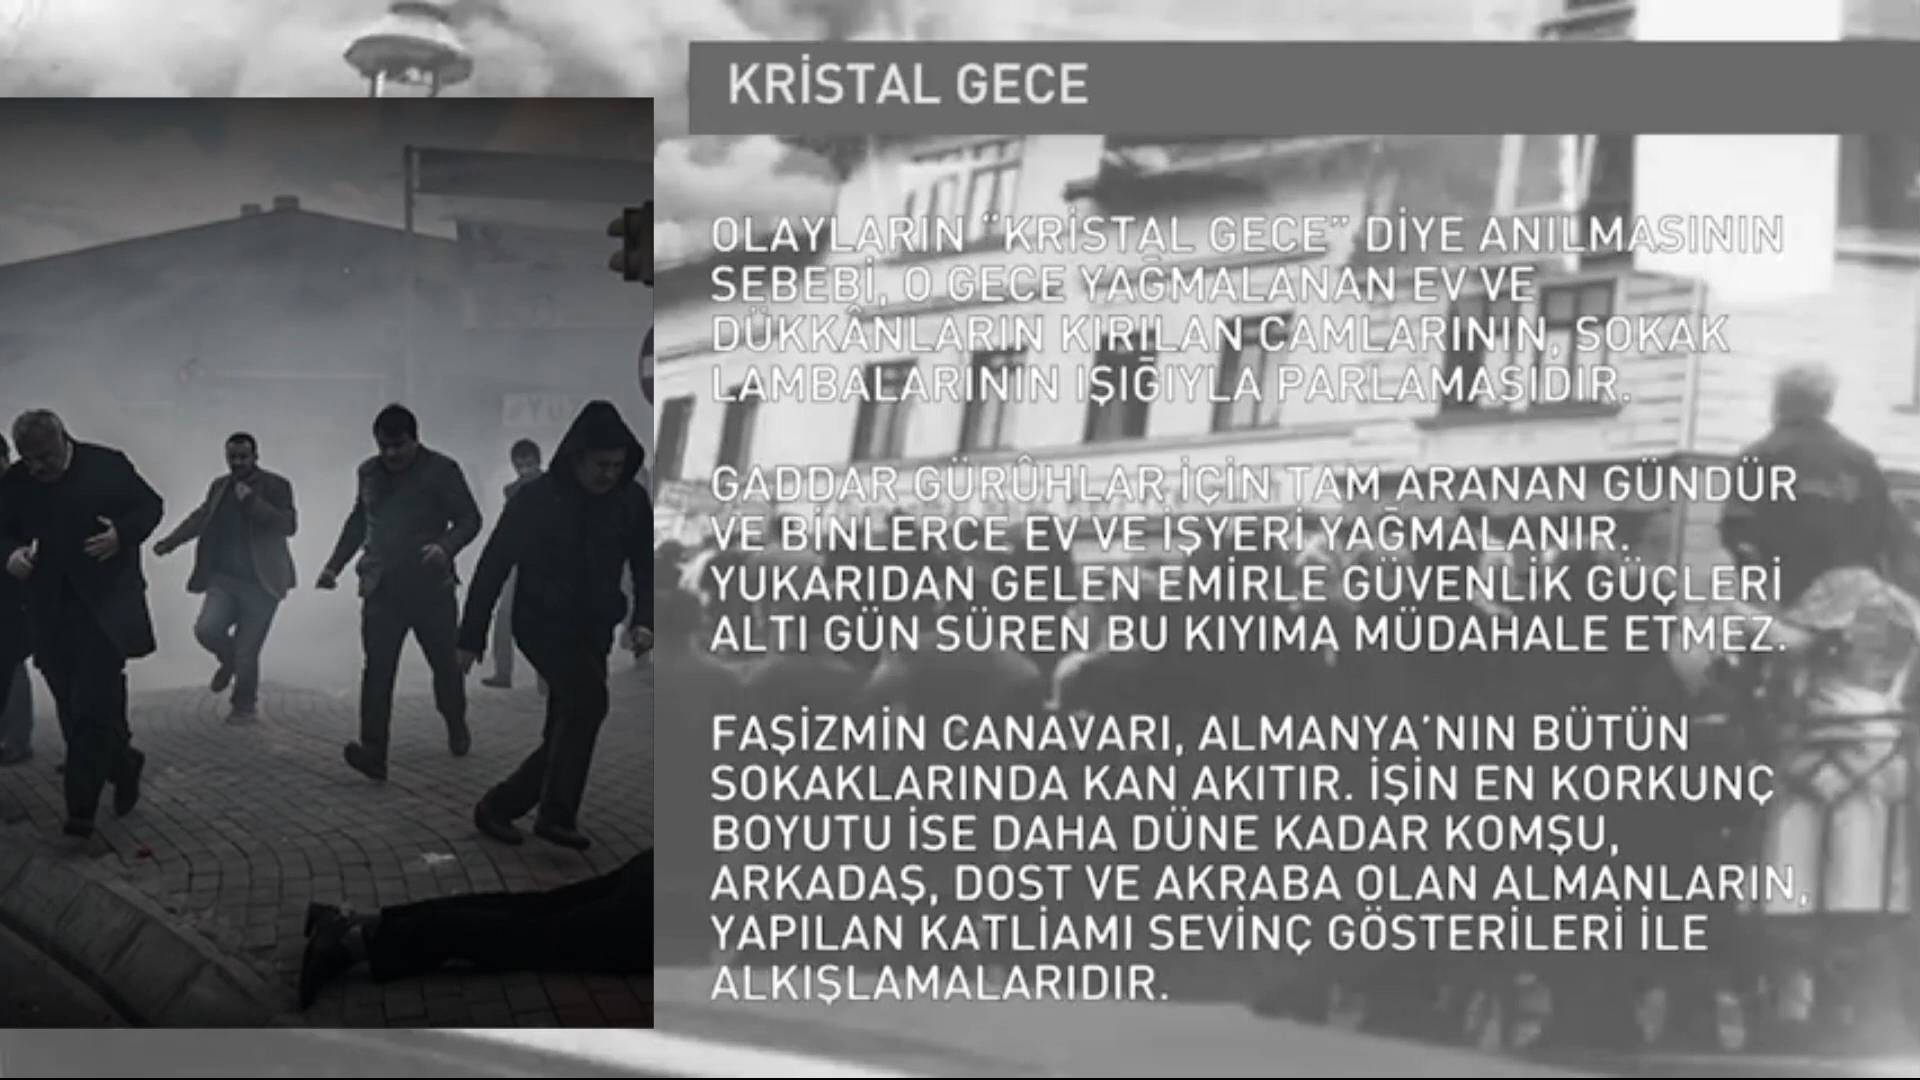 KRİSTAL GECE
OLAYLARIN “KRİSTAL GECE” DİYE ANILMASININ
SEBEBİ, O GECE YAĞMALANAN EV VE
DÜKKÂNLARIN KIRILAN CAMLARININ, SOKAK
LAMBALARININ IŞIĞIYLA PARLAMASIDIR.
GADDAR GÜRÛHLAR İÇİN TAM ARANAN GÜNDÜR
VE BİNLERCE EV VE İŞYERİ YAĞMALANIR.
YUKARIDAN GELEN EMİRLE GÜVENLİK GÜÇLERİ
ALTI GÜN SÜREN BU KIYIMA MÜDAHALE ETMEZ.
FAŞİZMİN CANAVARI, ALMANYA’NIN BÜTÜN
SOKAKLARINDA KAN AKITIR. İŞİN EN KORKUNÇ
BOYUTU İSE DAHA DÜNE KADAR KOMŞU,
ARKADAŞ, DOST VE AKRABA OLAN ALMANLARIN,
YAPILAN KATLİAMI SEVİNÇ GÖSTERİLERİ İLE
ALKIŞLAMALARIDIR.